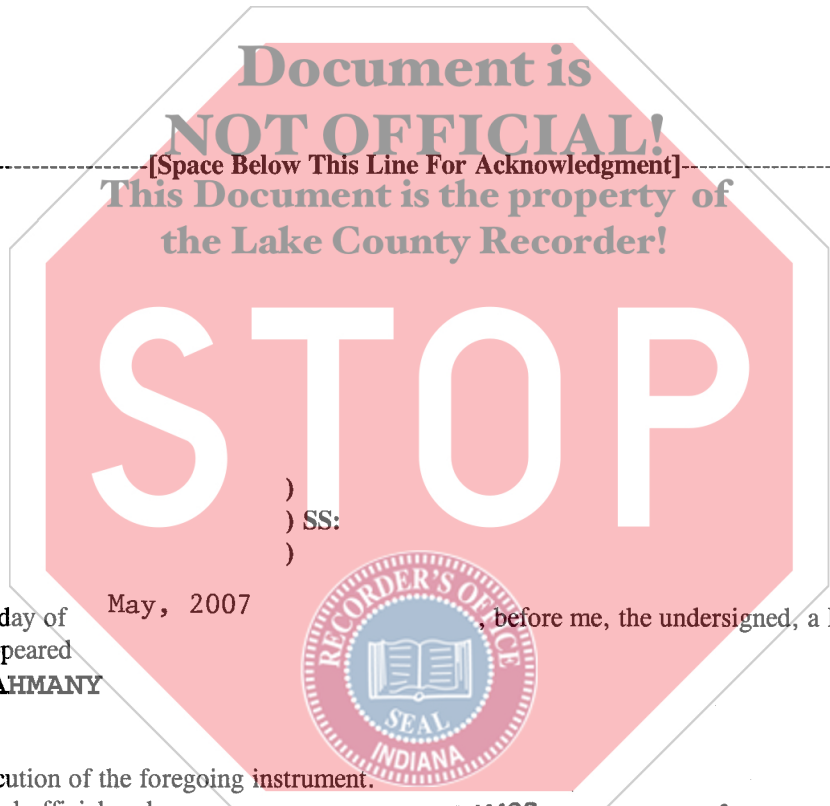 Document is
NOT OFFICIAL!
[Space Below This Line For Acknowledgment]
This Document is the property of
the Lake County Recorder!
STOP
)
) SS:
)
day of May, 2007 , before me, the undersigned, a
peared
AHMANY
RECORDER'S OFFICE
SEAL
INDIANA
cution of the foregoing instrument.